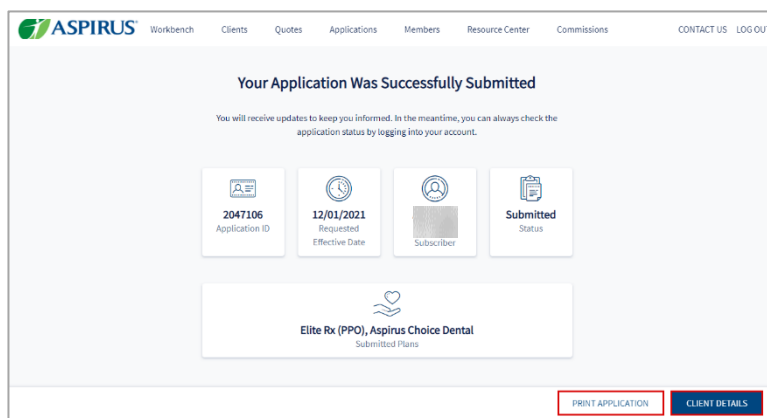 ASPIRUS
Workbench Clients Quotes Applications Members Resource Center Commissions CONTACT US LOG OUT
Your Application Was Successfully Submitted
You will receive updates to keep you informed. In the meantime, you can always check the
application status by logging into your account.
2047106
Application ID
12/01/2021
Requested
Effective Date
Subscriber
Submitted
Status
Elite Rx (PPO), Aspirus Choice Dental
Submitted Plans
PRINT APPLICATION CLIENT DETAILS